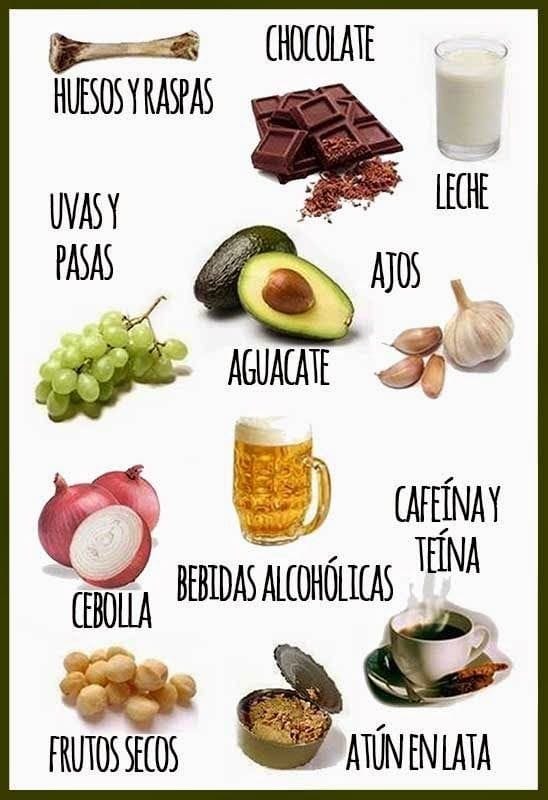 CHOCOLATE
HUESOS Y RASPAS
LECHE
UVAS Y
PASAS
AJOS
AGUACATE
CAFEÍNA Y
TEÍNA
BEBIDAS ALCOHÓLICAS
CEBOLLA
FRUTOS SECOS
ATÚN EN LATA